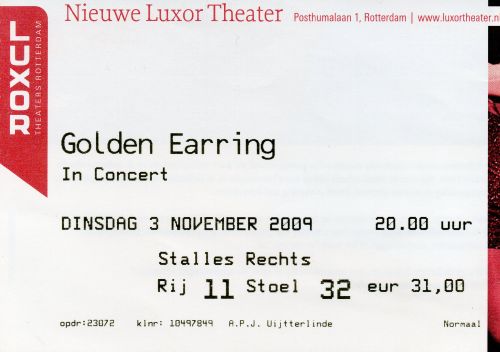 Nieuwe Luxor Theater Posthumalaan 1, Rotterdam | www.luxortheater.n
LUXOR
THEATERS ROTTERDAM
Golden Earring
In Concert
DINSDAG 3 NOVEMBER 2009 20.00 uur
Stalles Rechts
Rij 11 Stoel 32 eur 31,00
opdr:23072 klnr: 10497849 A.P.J. Uijtterlinde Normaal